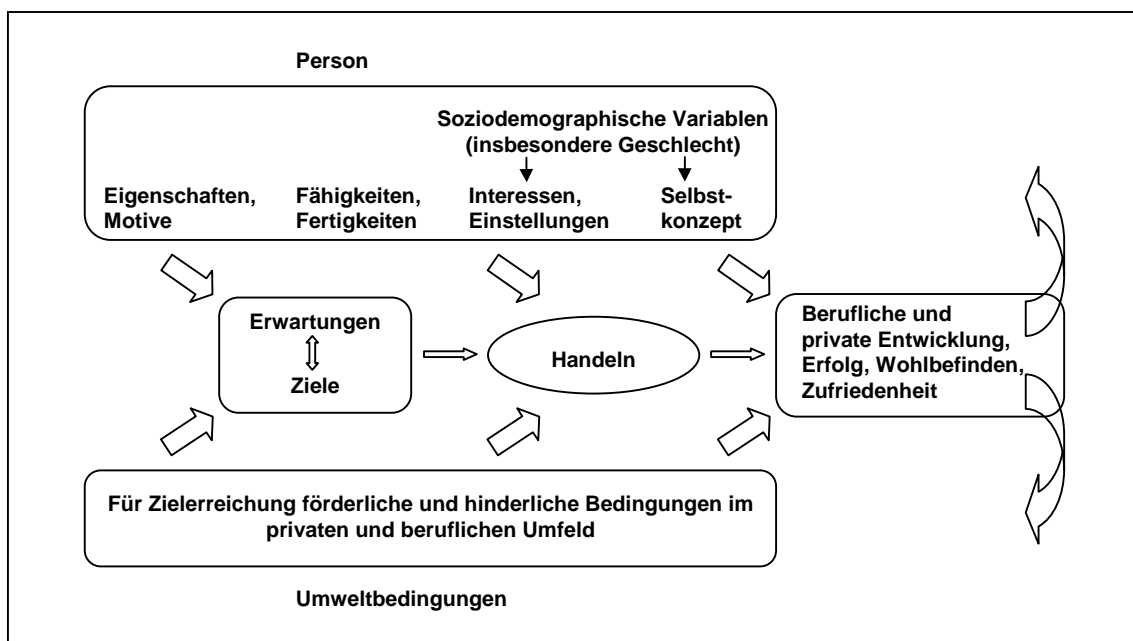 Person
Soziodemographische Variablen
(insbesondere Geschlecht)
Eigenschaften,
Motive
Fähigkeiten,
Fertigkeiten
Interessen,
Einstellungen
Selbst-
konzept
Erwartungen
Ziele
Handeln
Berufliche und
private Entwicklung,
Erfolg, Wohlbefinden,
Zufriedenheit
Für Zielerreichung förderliche und hinderliche Bedingungen im
privaten und beruflichen Umfeld
Umweltbedingungen